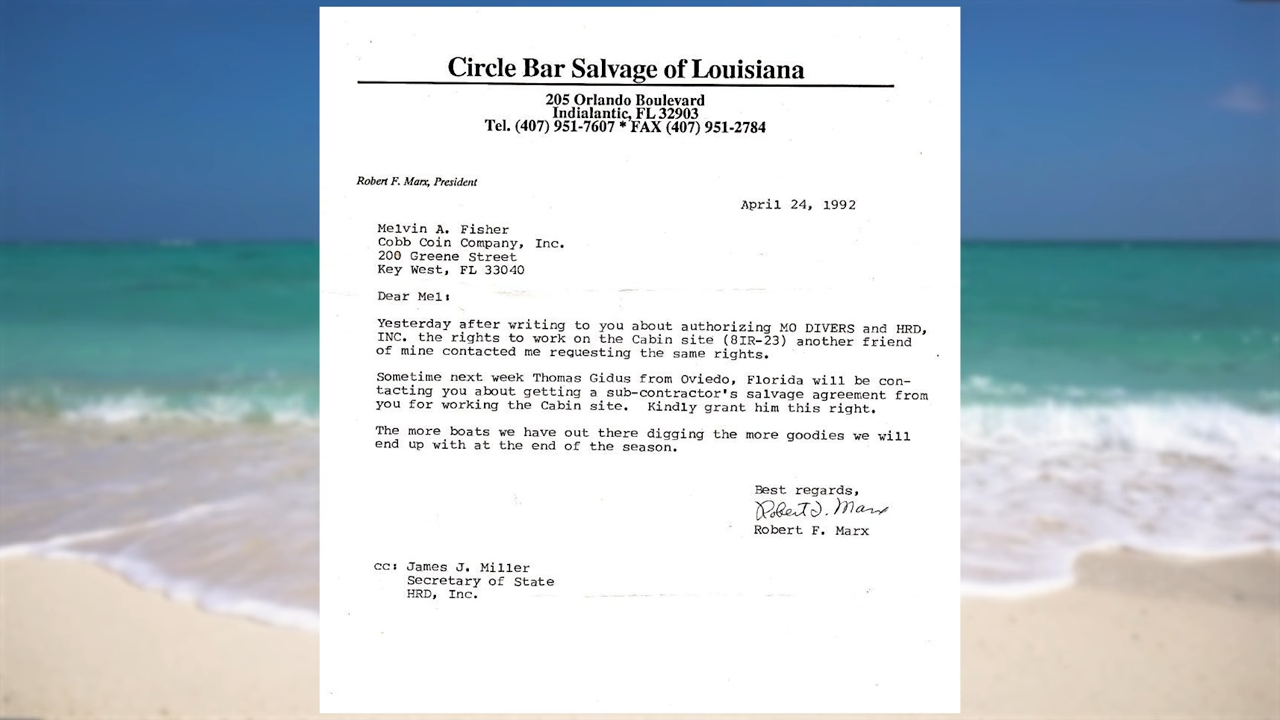 Circle Bar Salvage of Louisiana
205 Orlando Boulevard
Indialantic, FL 32903
Tel. (407) 951-7607 * FAX (407) 951-2784
Robert F. Marx, President
April 24, 1992
Melvin A. Fisher
Cobb Coin Company, Inc.
200 Greene Street
Key West, FL 33040
Dear Mel:
Yesterday after writing to you about authorizing MO DIVERS and HRD,
INC. the rights to work on the Cabin site (8IR-23) another friend
of mine contacted me requesting the same rights.
Sometime next week Thomas Gidus from Oviedo, Florida will be con-
tacting you about getting a sub-contractor's salvage agreement from
you for working the Cabin site. Kindly grant him this right.
The more boats we have out there digging the more goodies we will
end up with at the end of the season.
Best regards,
Robert F. Marx
Robert F. Marx
cc: James J. Miller
Secretary of State
HRD, Inc.